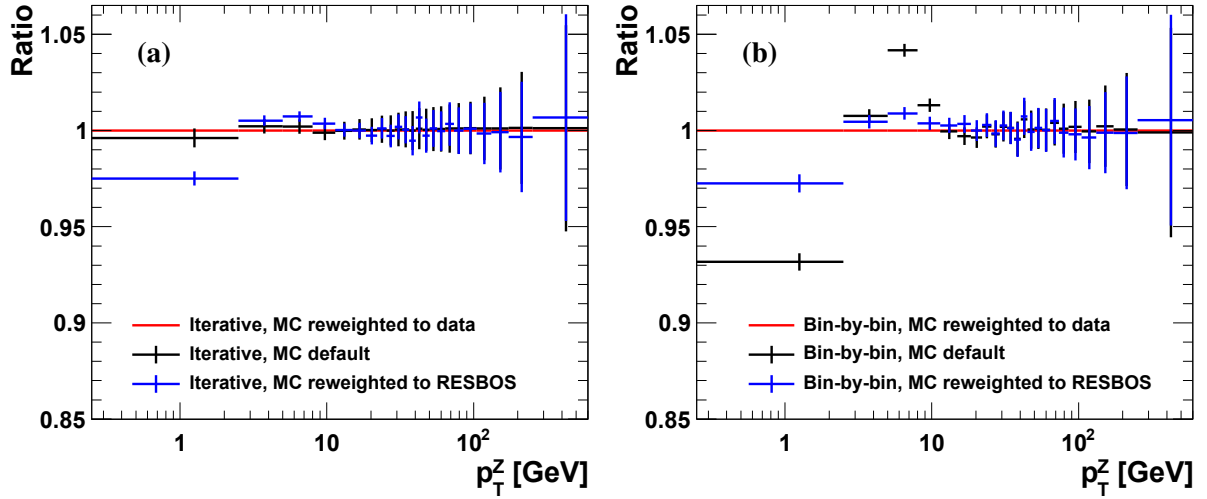 Ratio
(a)
1.05
1
0.95
0.9
0.85
Iterative, MC reweighted to data
Iterative, MC default
Iterative, MC reweighted to RESBOS
1
10
10²
p_T^Z [GeV]
Ratio
(b)
1.05
1
0.95
0.9
0.85
Bin-by-bin, MC reweighted to data
Bin-by-bin, MC default
Bin-by-bin, MC reweighted to RESBOS
1
10
10²
p_T^Z [GeV]